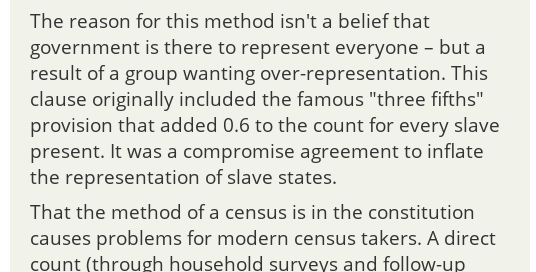 The reason for this method isn't a belief that
government is there to represent everyone – but a
result of a group wanting over-representation. This
clause originally included the famous "three fifths"
provision that added 0.6 to the count for every slave
present. It was a compromise agreement to inflate
the representation of slave states.
That the method of a census is in the constitution
causes problems for modern census takers. A direct
count (through household surveys and follow-up